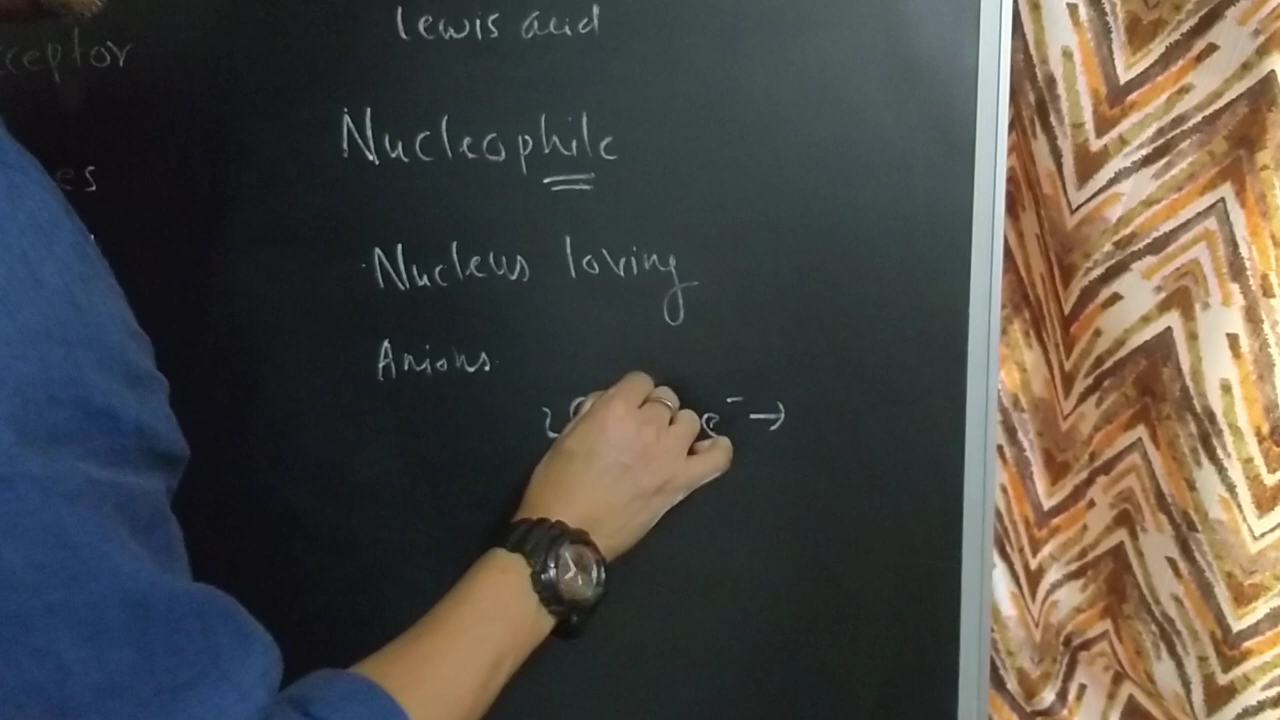 lewis acid
Nucleophile
Nucleus loving
Anions
e⁻ →